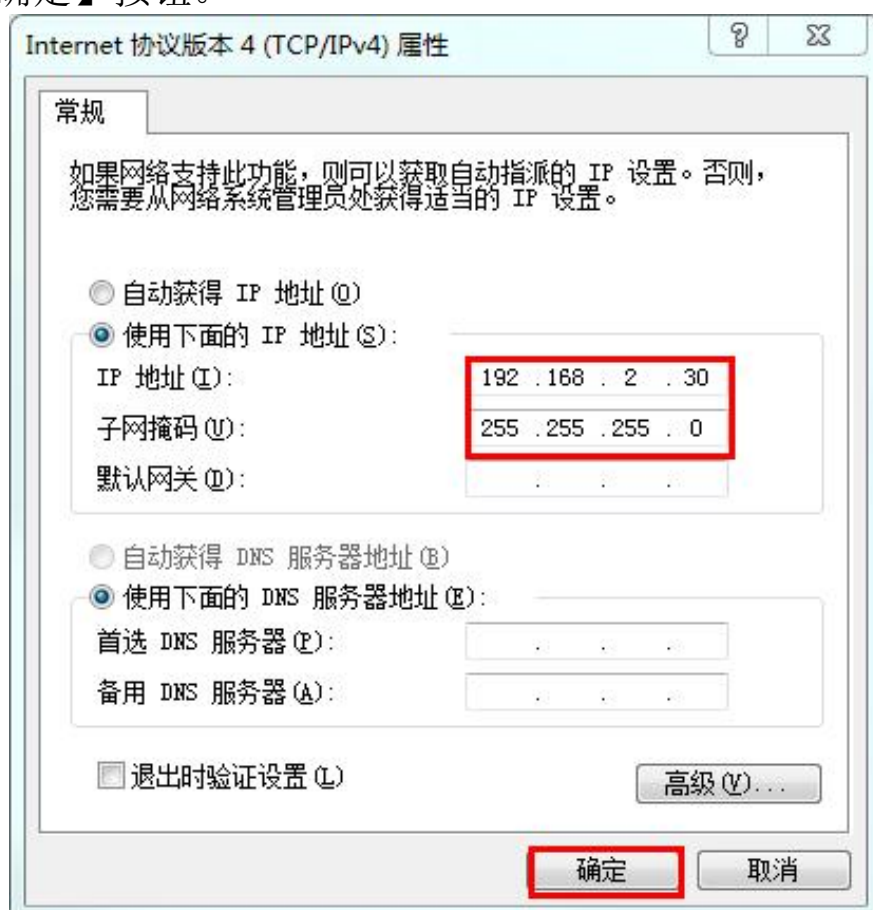 确定】按钮。
Internet 协议版本 4 (TCP/IPv4) 属性
常规
如果网络支持此功能，则可以获取自动指派的 IP 设置。否则，
您需要从网络系统管理员处获得适当的 IP 设置。
自动获得 IP 地址(O)
使用下面的 IP 地址(S):
IP 地址(I): 192 .168 . 2 . 30
子网掩码(U): 255 .255 .255 . 0
默认网关(D): . . .
自动获得 DNS 服务器地址(B)
使用下面的 DNS 服务器地址(E):
首选 DNS 服务器(P): . . .
备用 DNS 服务器(A): . . .
退出时验证设置(L)
高级(V)...
确定 取消